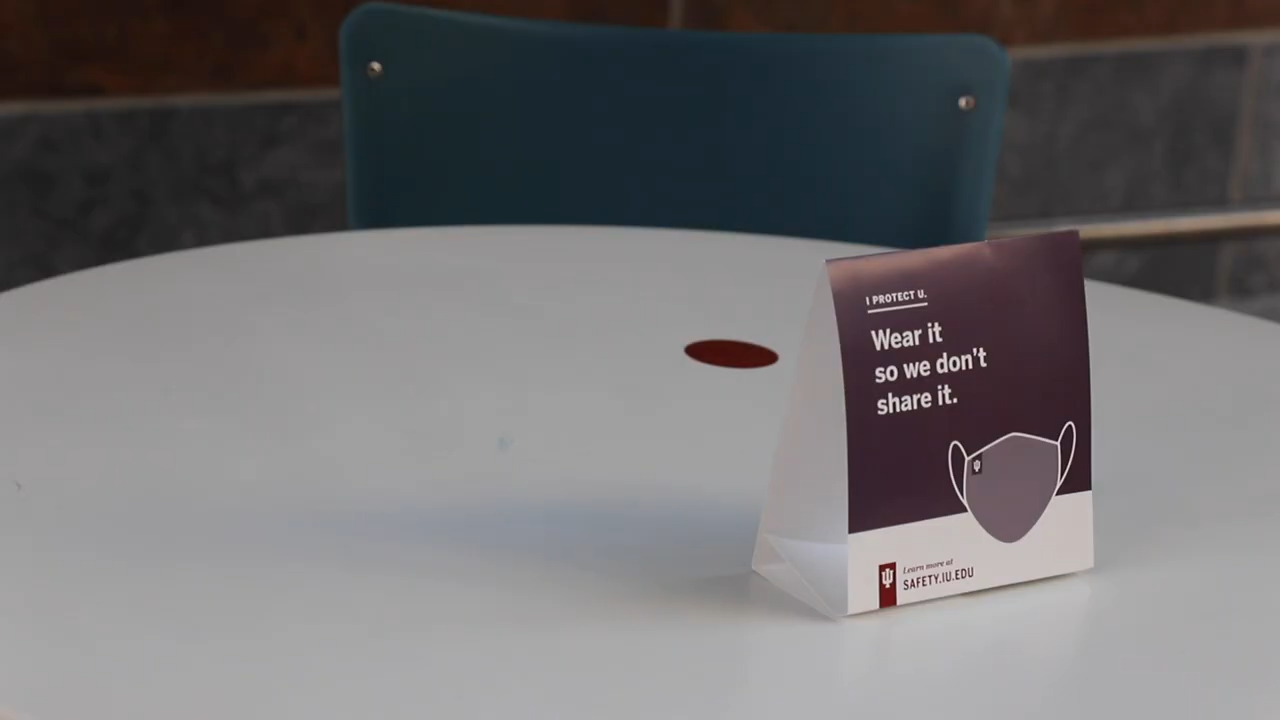 I PROTECT U.
Wear it
so we don't
share it.
Learn more at
SAFETY.IU.EDU